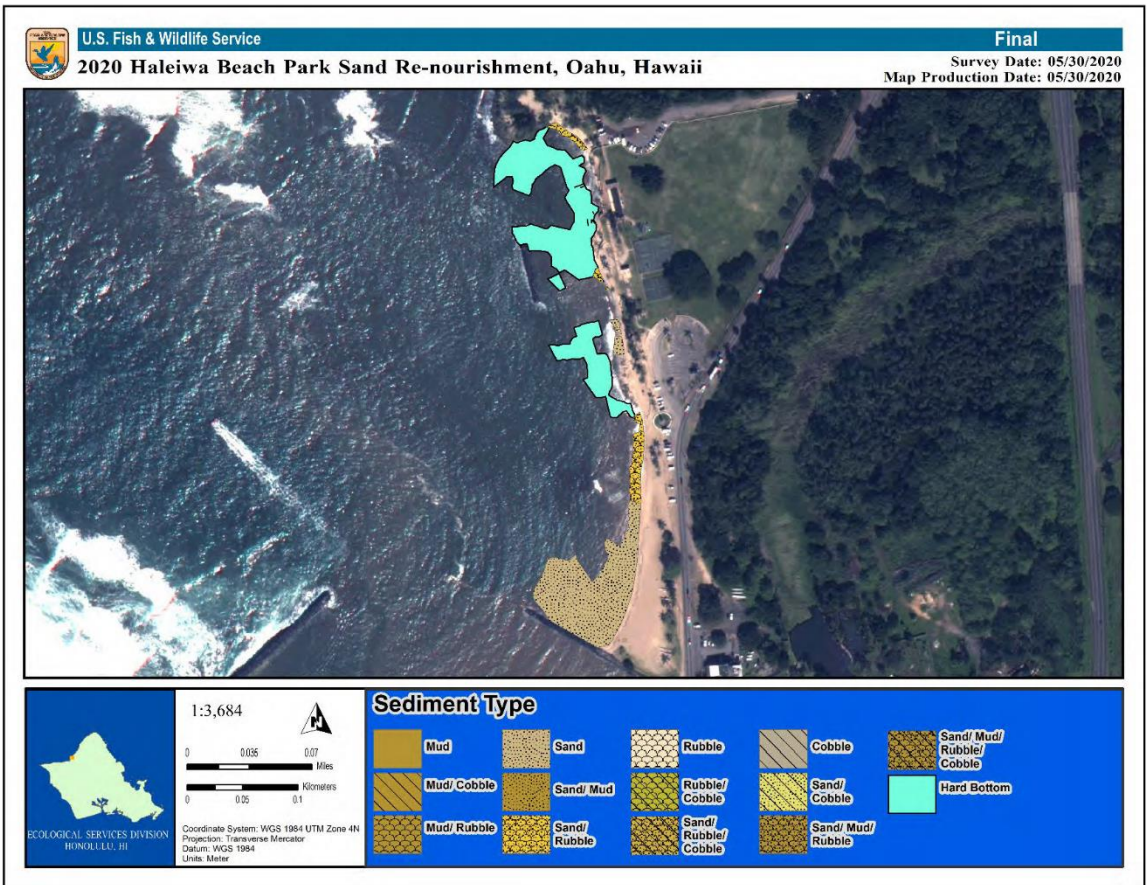 U.S. Fish & Wildlife Service
Final
2020 Haleiwa Beach Park Sand Re-nourishment, Oahu, Hawaii
Survey Date: 05/30/2020
Map Production Date: 05/30/2020
ECOLOGICAL SERVICES DIVISION
HONOLULU, HI
1:3,684
N
0 0.035 0.07
Miles
0 0.05 0.1
Kilometers
Coordinate System: WGS 1984 UTM Zone 4N
Projection: Transverse Mercator
Datum: WGS 1984
Units: Meter
Sediment Type
Mud
Mud/ Cobble
Mud/ Rubble
Sand
Sand/ Mud
Sand/
Rubble
Rubble
Rubble/
Cobble
Sand/
Rubble/
Cobble
Cobble
Sand/
Cobble
Sand/ Mud/
Rubble
Sand/ Mud/
Rubble/
Cobble
Hard Bottom